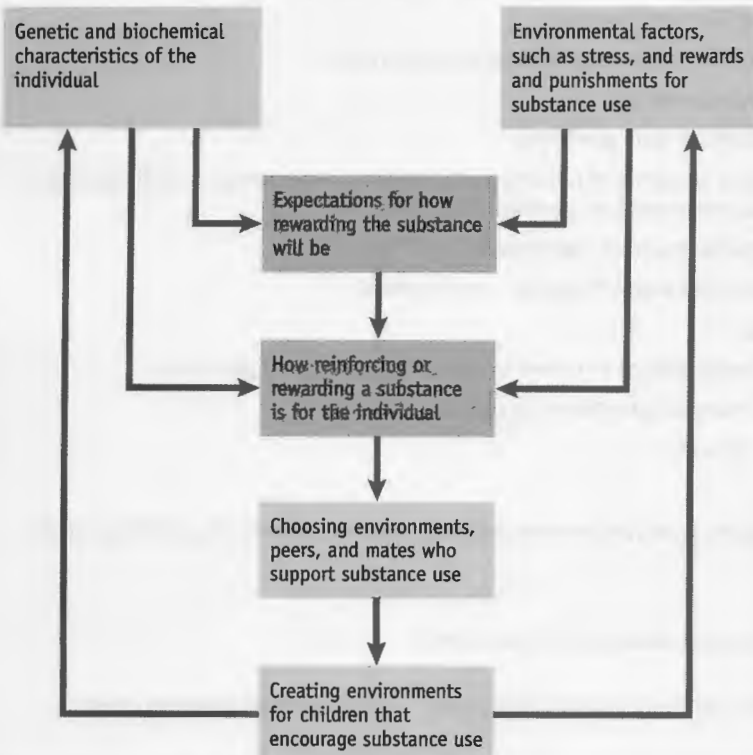 Genetic and biochemical
characteristics of the
individual
Environmental factors,
such as stress, and rewards
and punishments for
substance use
Expectations for how
rewarding the substance
will be
How reinforcing or
rewarding a substance
is for the individual
Choosing environments,
peers, and mates who
support substance use
Creating environments
for children that
encourage substance use